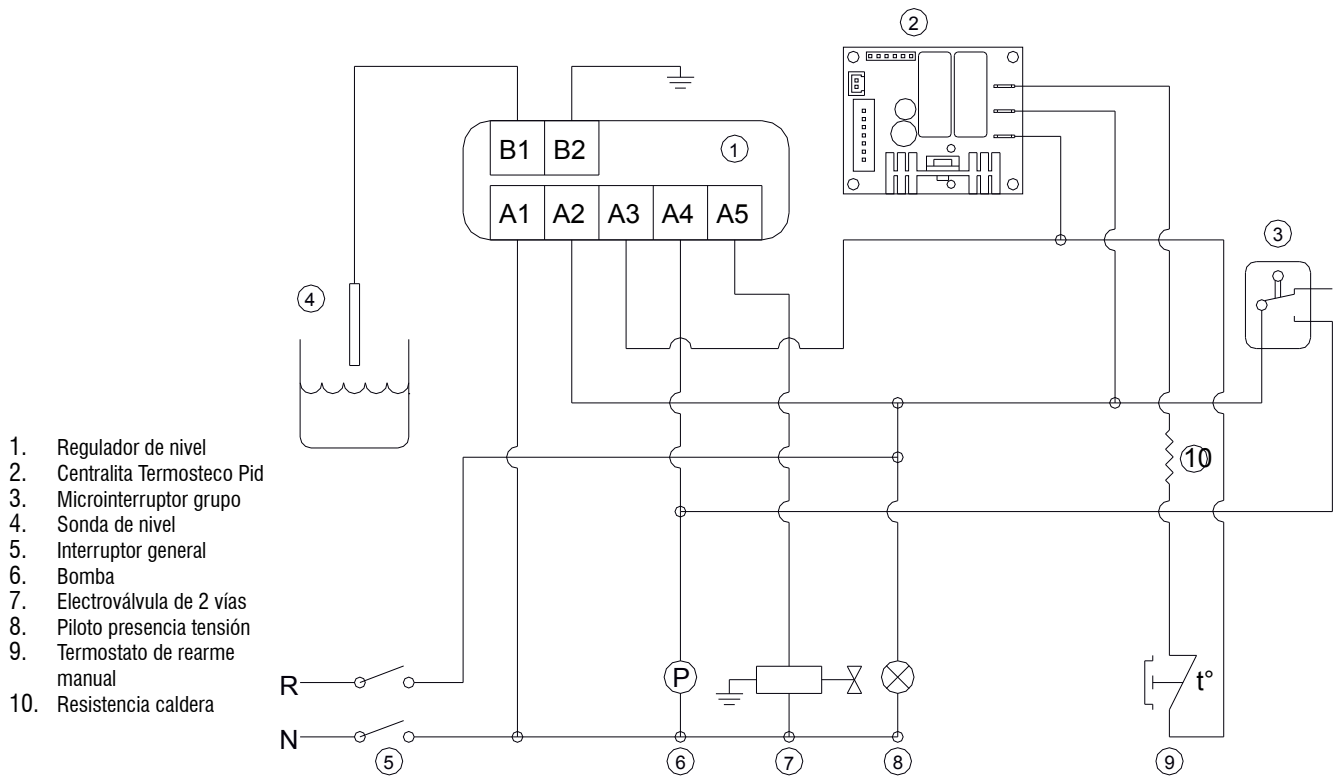 2
B1 B2 1
A1 A2 A3 A4 A5
3
4
1. Regulador de nivel
2. Centralita Termosteco Pid
3. Microinterruptor grupo
4. Sonda de nivel
5. Interruptor general
6. Bomba
7. Electroválvula de 2 vías
8. Piloto presencia tensión
9. Termostato de rearme
manual
10. Resistencia caldera
10
R
P
t°
N
5
6
7
8
9